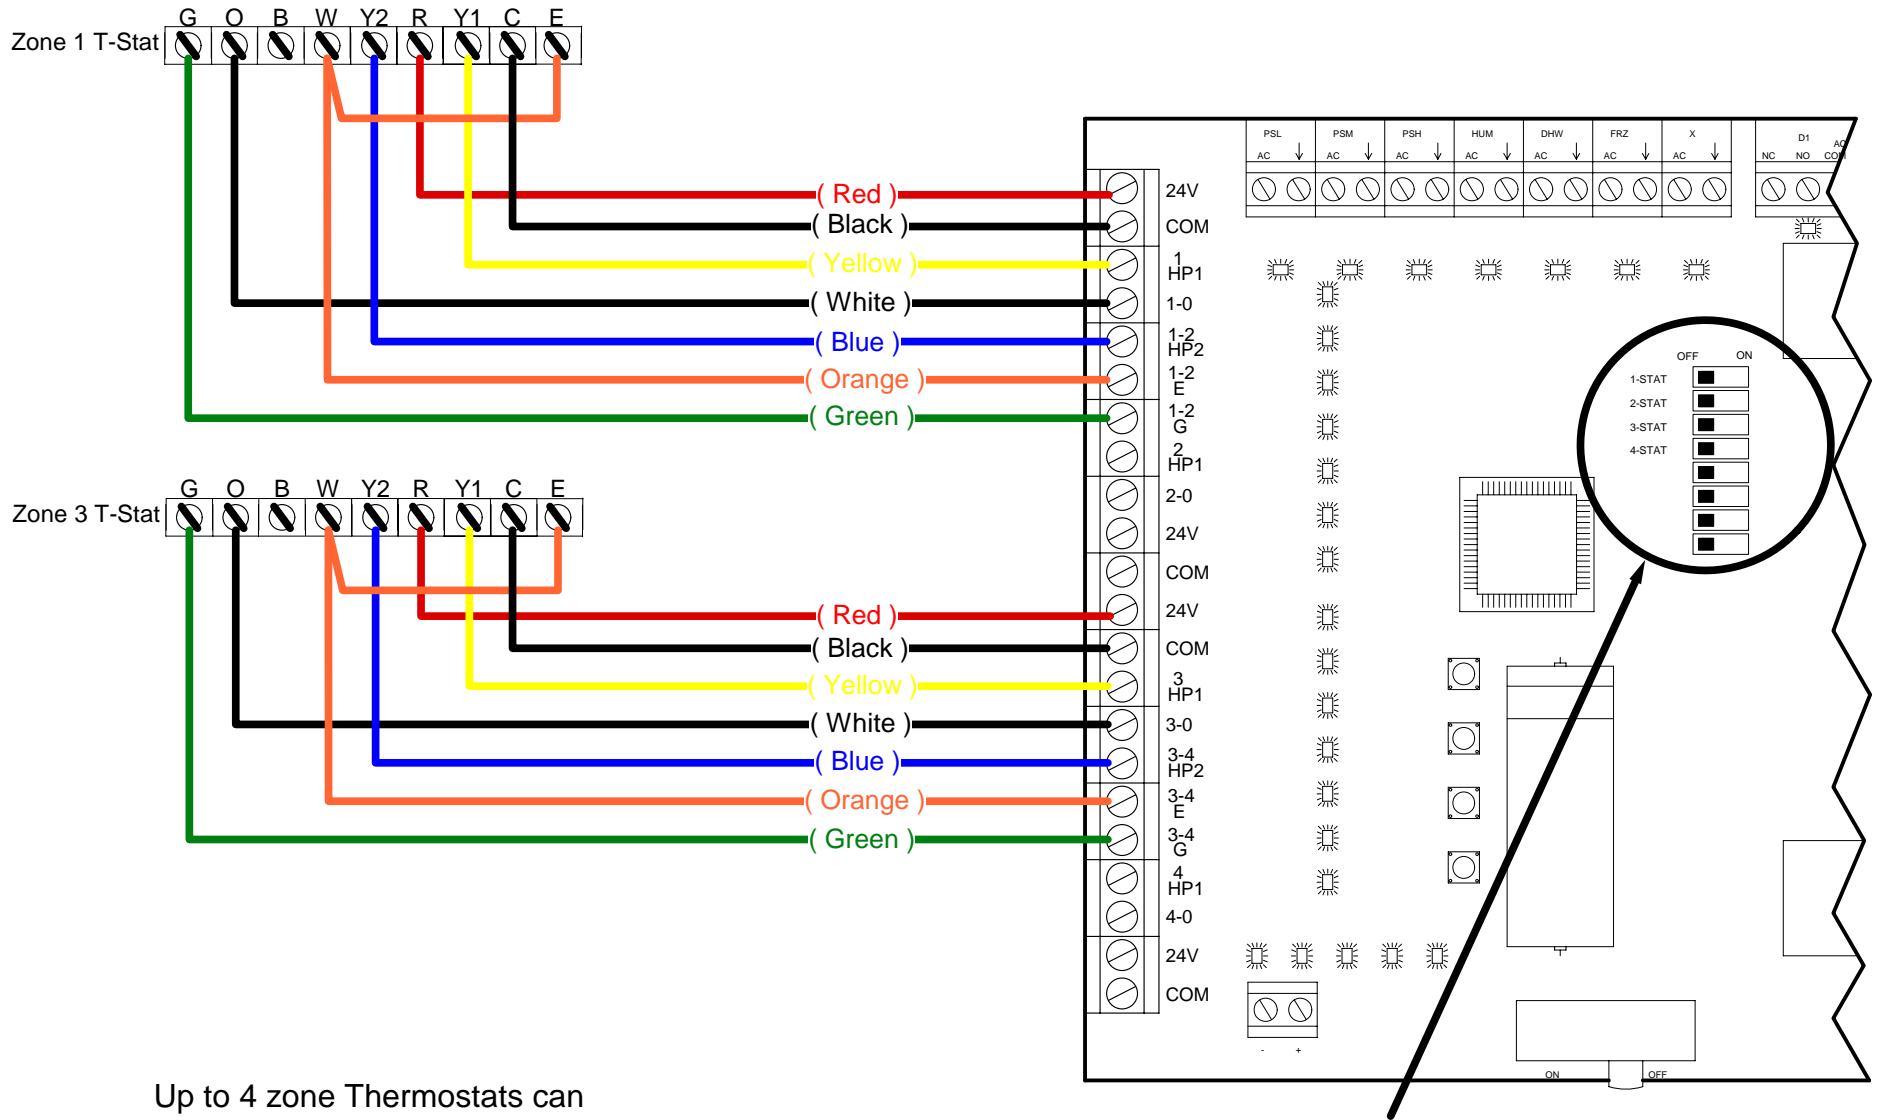 G O B W Y2 R Y1 C E
Zone 1 T-Stat
( Red )
( Black )
( Yellow )
( White )
( Blue )
( Orange )
( Green )
G O B W Y2 R Y1 C E
Zone 3 T-Stat
( Red )
( Black )
( Yellow )
( White )
( Blue )
( Orange )
( Green )
Up to 4 zone Thermostats can
24V
COM
1
HP1
1-0
1-2
HP2
1-2
E
1-2
G
2
HP1
2-0
24V
COM
24V
COM
3
HP1
3-0
3-4
HP2
3-4
E
3-4
G
4
HP1
4-0
24V
COM
PSL PSM PSH HUM DHW FRZ X D1
AC AC AC AC AC AC AC NC NO COM AC
OFF ON
1-STAT
2-STAT
3-STAT
4-STAT
- +
ON OFF